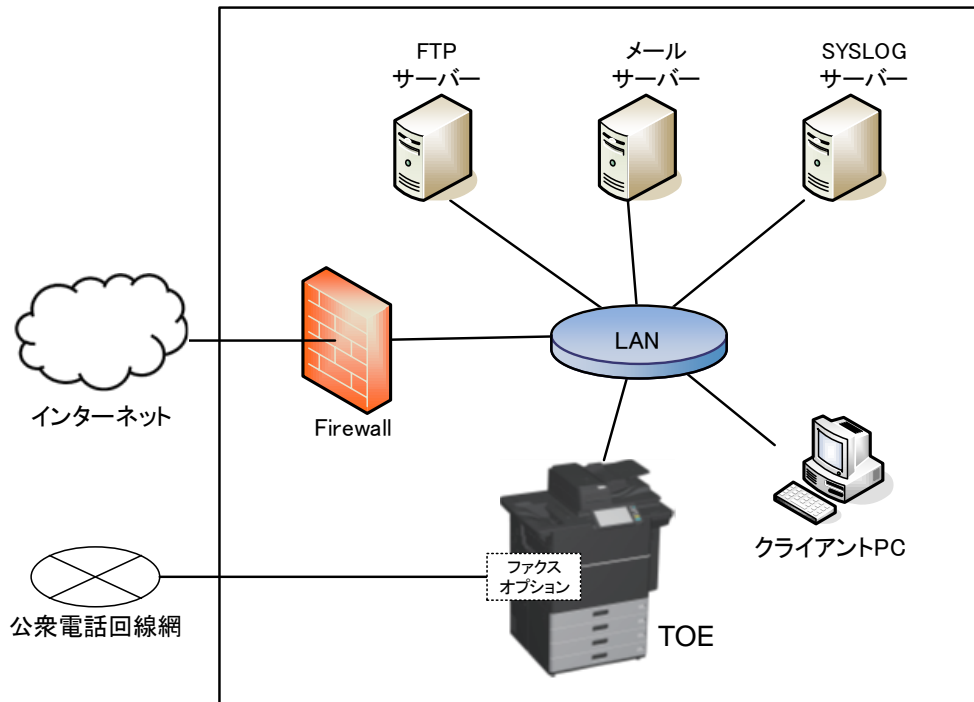 FTP
サーバー
メール
サーバー
SYSLOG
サーバー
LAN
インターネット
Firewall
クライアントPC
ファクス
オプション
公衆電話回線網
TOE